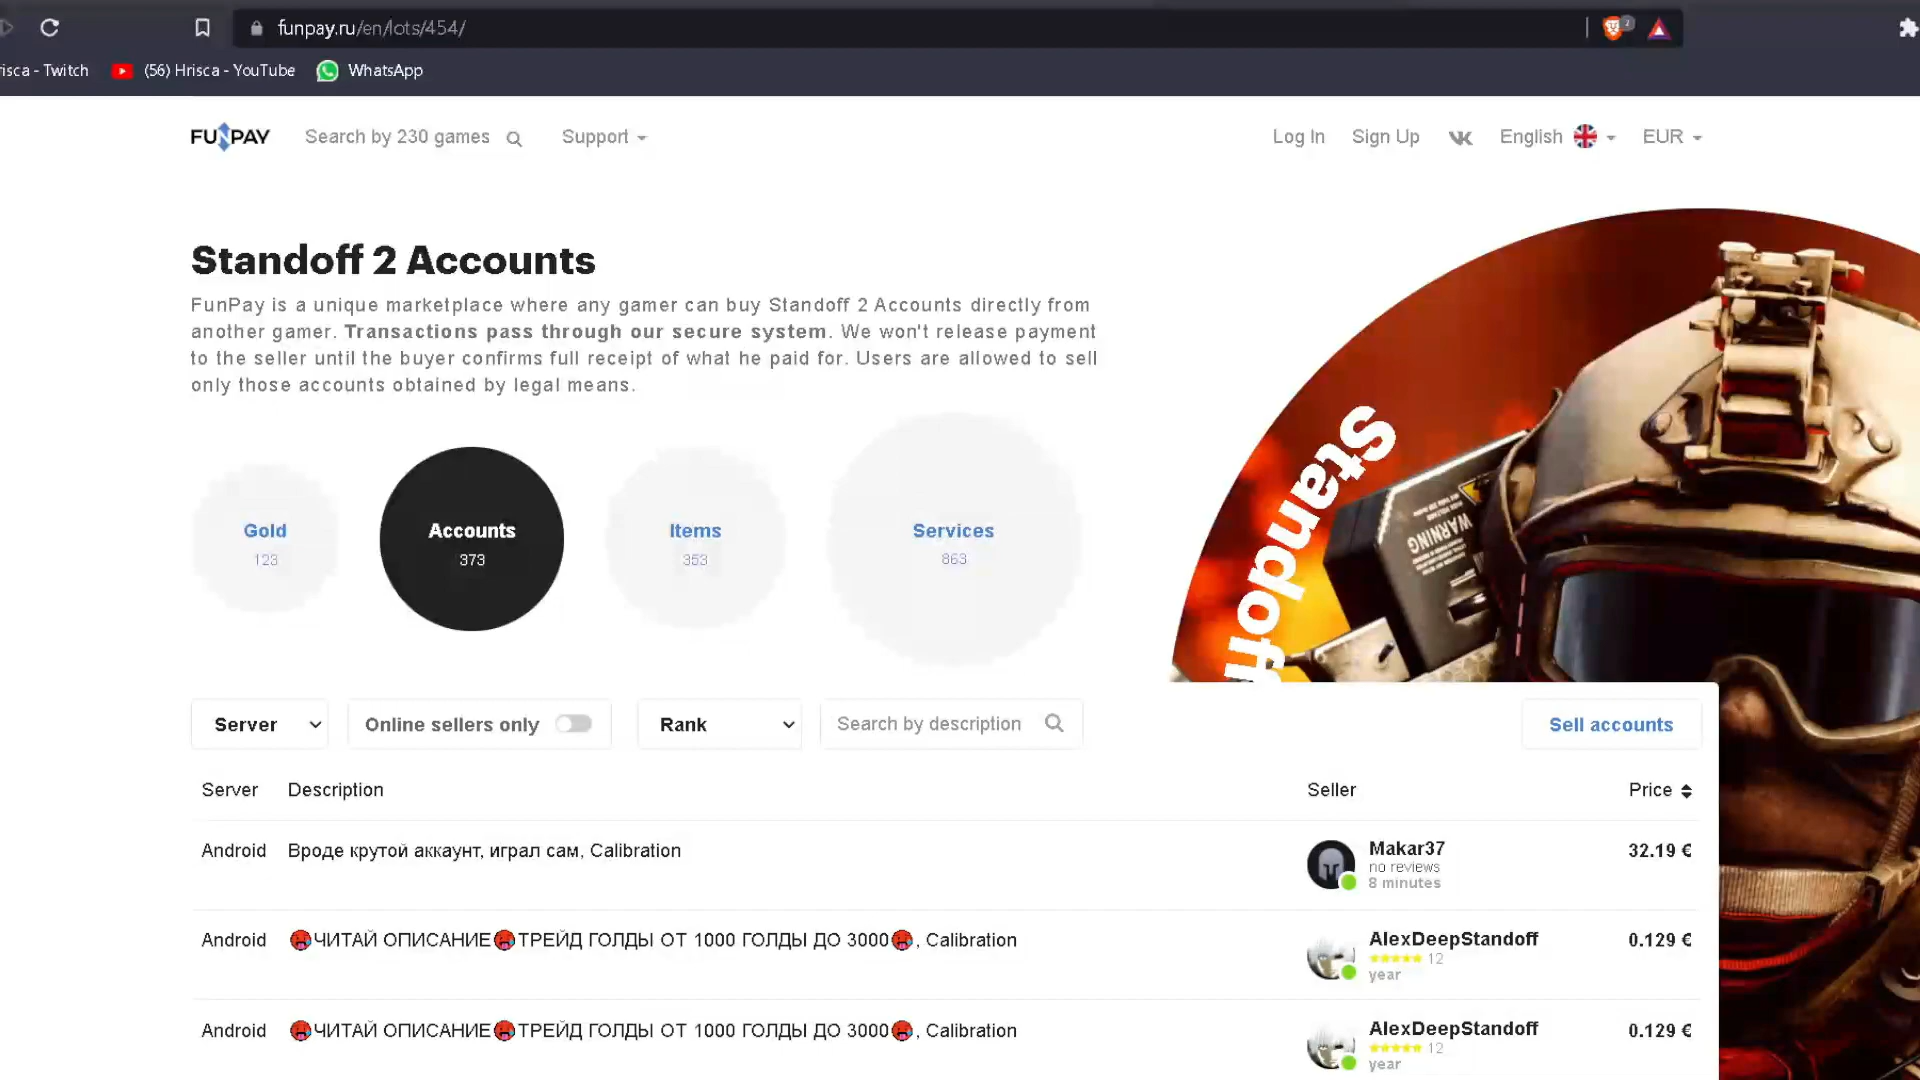 funpay.ru/en/lots/454/
2
risca - Twitch
(56) Hrisca - YouTube
WhatsApp
FUNPAY
Search by 230 games
Support
Log In
Sign Up
English
EUR
Standoff 2 Accounts
FunPay is a unique marketplace where any gamer can buy Standoff 2 Accounts directly from
another gamer. Transactions pass through our secure system. We won't release payment
to the seller until the buyer confirms full receipt of what he paid for. Users are allowed to sell
only those accounts obtained by legal means.
Gold
123
Accounts
373
Items
353
Services
863
Standoff
WARNING
Server
Online sellers only
Rank
Search by description
Sell accounts
Server Description Seller Price
Android Вроде крутой аккаунт, играл сам, Calibration Makar37 32.19 €
no reviews
8 minutes
Android 🥵ЧИТАЙ ОПИСАНИЕ🥵ТРЕЙД ГОЛДЫ ОТ 1000 ГОЛДЫ ДО 3000🥵, Calibration AlexDeepStandoff 0.129 €
★★★★★ 12
year
Android 🥵ЧИТАЙ ОПИСАНИЕ🥵ТРЕЙД ГОЛДЫ ОТ 1000 ГОЛДЫ ДО 3000🥵, Calibration AlexDeepStandoff 0.129 €
★★★★★ 12
year